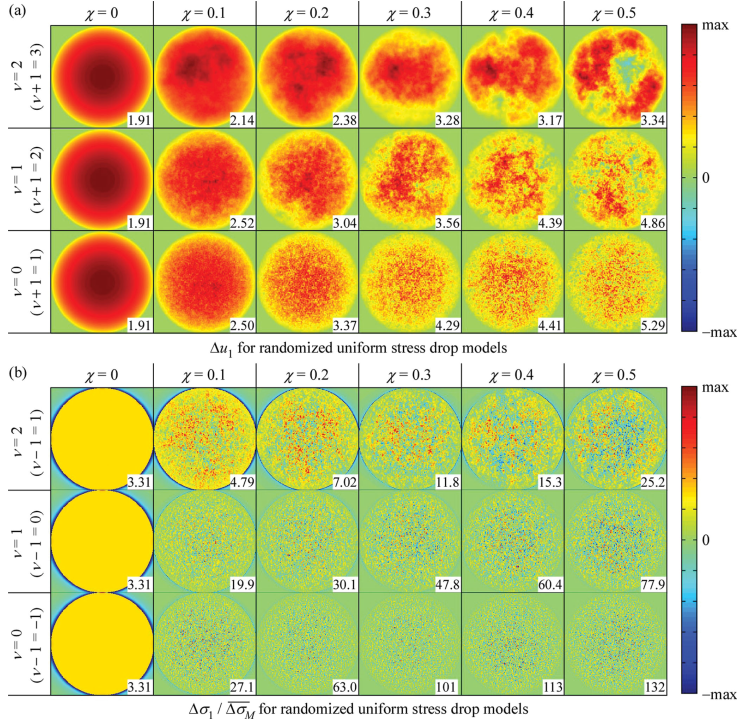 (a)
χ = 0 χ = 0.1 χ = 0.2 χ = 0.3 χ = 0.4 χ = 0.5
max
ν = 2
(ν + 1 = 3)
1.91 2.14 2.38 3.28 3.17 3.34
ν = 1
(ν + 1 = 2)
0
1.91 2.52 3.04 3.56 4.39 4.86
ν = 0
(ν + 1 = 1)
1.91 2.50 3.37 4.29 4.41 5.29
−max
Δu₁ for randomized uniform stress drop models
(b)
χ = 0 χ = 0.1 χ = 0.2 χ = 0.3 χ = 0.4 χ = 0.5
max
ν = 2
(ν − 1 = 1)
3.31 4.79 7.02 11.8 15.3 25.2
ν = 1
(ν − 1 = 0)
0
3.31 19.9 30.1 47.8 60.4 77.9
ν = 0
(ν − 1 = −1)
3.31 27.1 63.0 101 113 132
−max
Δσ₁ / Δσ_M for randomized uniform stress drop models